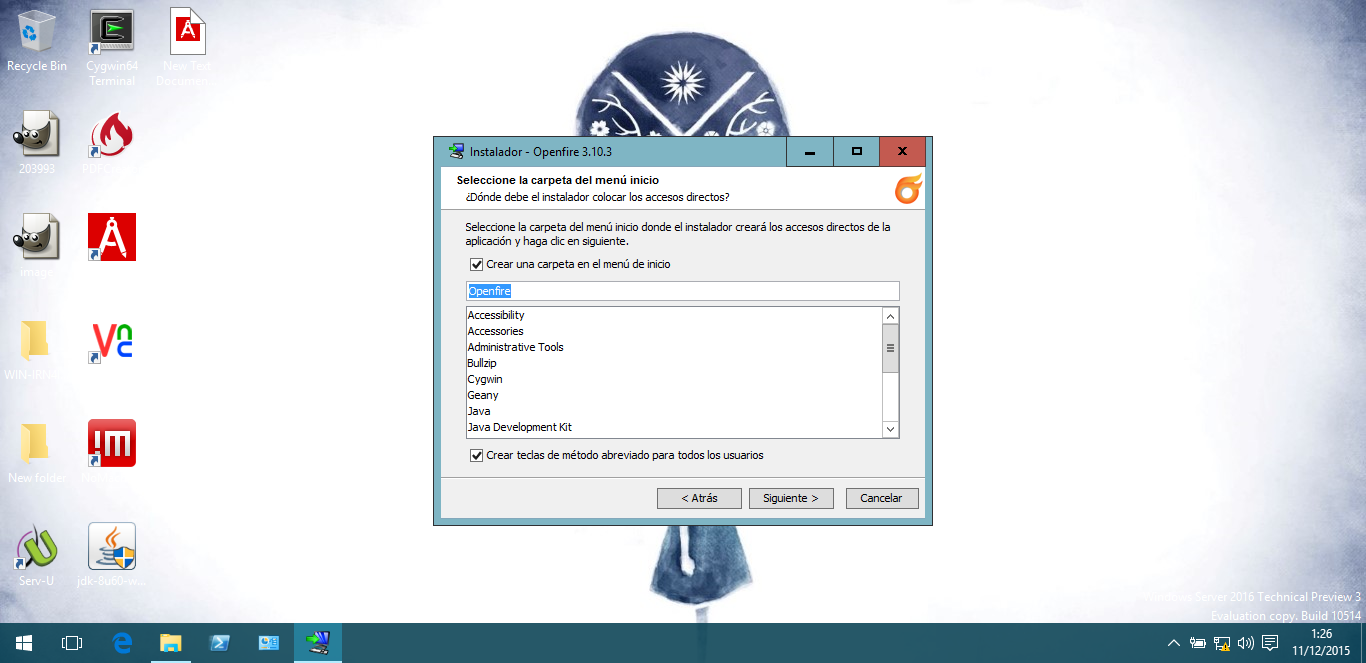 Recycle Bin
Cygwin64
Terminal
New Text
Documen...
203993
image
New folder
Serv-U
jdk-8u60-w...
Instalador - Openfire 3.10.3
Seleccione la carpeta del menú inicio
¿Dónde debe el instalador colocar los accesos directos?
Seleccione la carpeta del menú inicio donde el instalador creará los accesos directos de la
aplicación y haga clic en siguiente.
Crear una carpeta en el menú de inicio
Openfire
Accessibility
Accessories
Administrative Tools
Bullzip
Cygwin
Geany
Java
Java Development Kit
Crear teclas de método abreviado para todos los usuarios
< Atrás
Siguiente >
Cancelar
Windows Server 2016 Technical Preview 3
Evaluation copy. Build 10514
1:26
11/12/2015